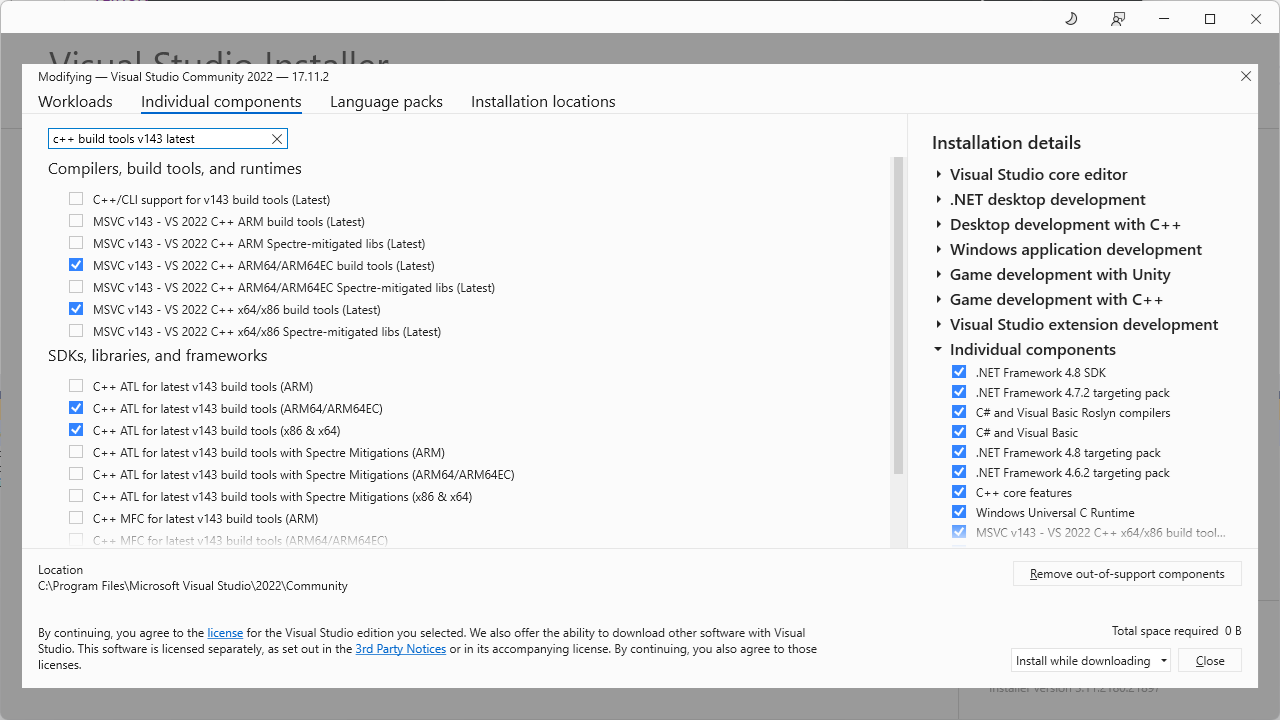 Visual Studio Installer
Modifying — Visual Studio Community 2022 — 17.11.2
Workloads
Individual components
Language packs
Installation locations
c++ build tools v143 latest
Compilers, build tools, and runtimes
C++/CLI support for v143 build tools (Latest)
MSVC v143 - VS 2022 C++ ARM build tools (Latest)
MSVC v143 - VS 2022 C++ ARM Spectre-mitigated libs (Latest)
MSVC v143 - VS 2022 C++ ARM64/ARM64EC build tools (Latest)
MSVC v143 - VS 2022 C++ ARM64/ARM64EC Spectre-mitigated libs (Latest)
MSVC v143 - VS 2022 C++ x64/x86 build tools (Latest)
MSVC v143 - VS 2022 C++ x64/x86 Spectre-mitigated libs (Latest)
SDKs, libraries, and frameworks
C++ ATL for latest v143 build tools (ARM)
C++ ATL for latest v143 build tools (ARM64/ARM64EC)
C++ ATL for latest v143 build tools (x86 & x64)
C++ ATL for latest v143 build tools with Spectre Mitigations (ARM)
C++ ATL for latest v143 build tools with Spectre Mitigations (ARM64/ARM64EC)
C++ ATL for latest v143 build tools with Spectre Mitigations (x86 & x64)
C++ MFC for latest v143 build tools (ARM)
C++ MFC for latest v143 build tools (ARM64/ARM64EC)
Installation details
Visual Studio core editor
.NET desktop development
Desktop development with C++
Windows application development
Game development with Unity
Game development with C++
Visual Studio extension development
Individual components
.NET Framework 4.8 SDK
.NET Framework 4.7.2 targeting pack
C# and Visual Basic Roslyn compilers
C# and Visual Basic
.NET Framework 4.8 targeting pack
.NET Framework 4.6.2 targeting pack
C++ core features
Windows Universal C Runtime
MSVC v143 - VS 2022 C++ x64/x86 build tool...
Location
C:\Program Files\Microsoft Visual Studio\2022\Community
Remove out-of-support components
By continuing, you agree to the license for the Visual Studio edition you selected. We also offer the ability to download other software with Visual
Studio. This software is licensed separately, as set out in the 3rd Party Notices or in its accompanying license. By continuing, you also agree to those
licenses.
Total space required 0 B
Install while downloading
Close